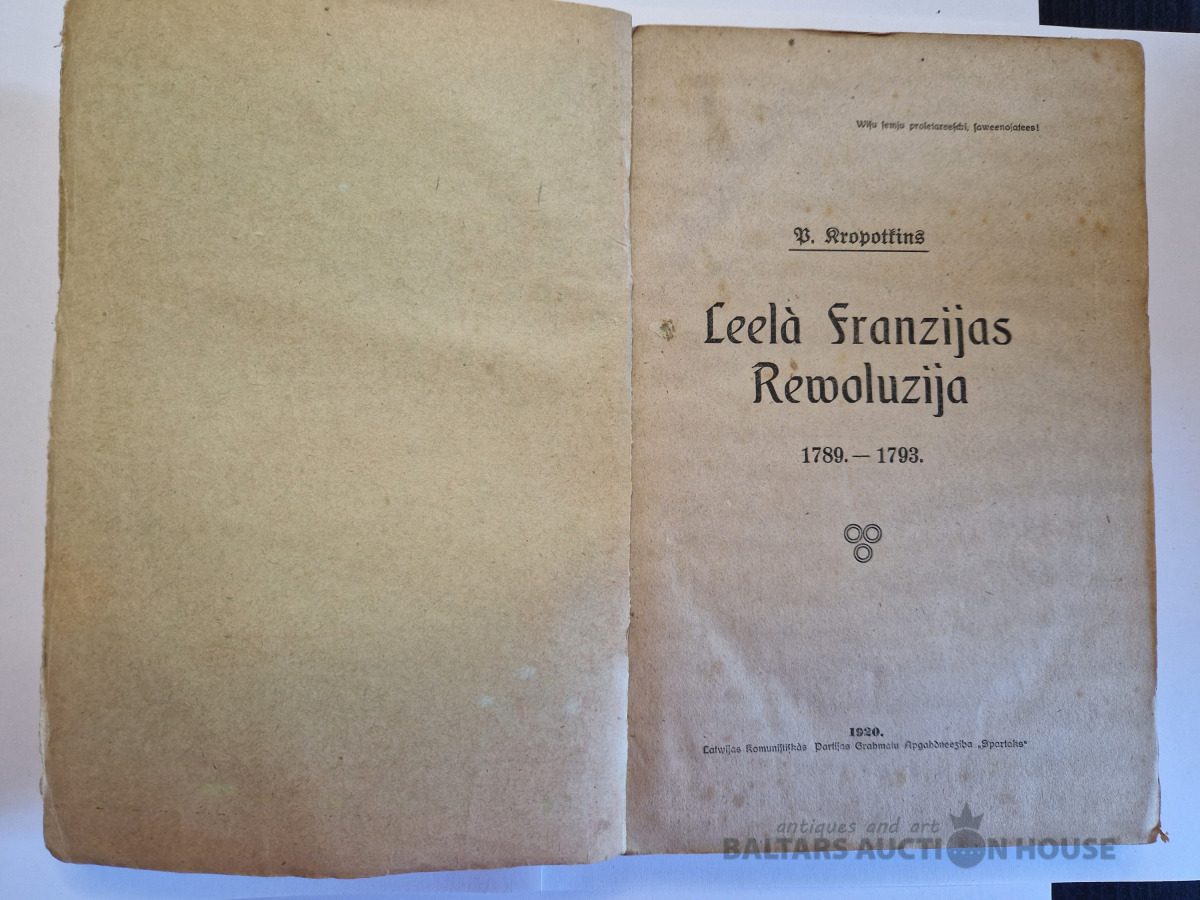 Wiſu ſemju proletareeſchi, ſaweenojatees!
P. Kropotkins
Leelà Franzijas
Rewoluzija
1789. — 1793.
1920.
Latwijas Komuniſtiſkàs Partijas Grahmatu Apgahdneeziba „Spartaks“
antiques and art
BALTARS AUCTION HOUSE